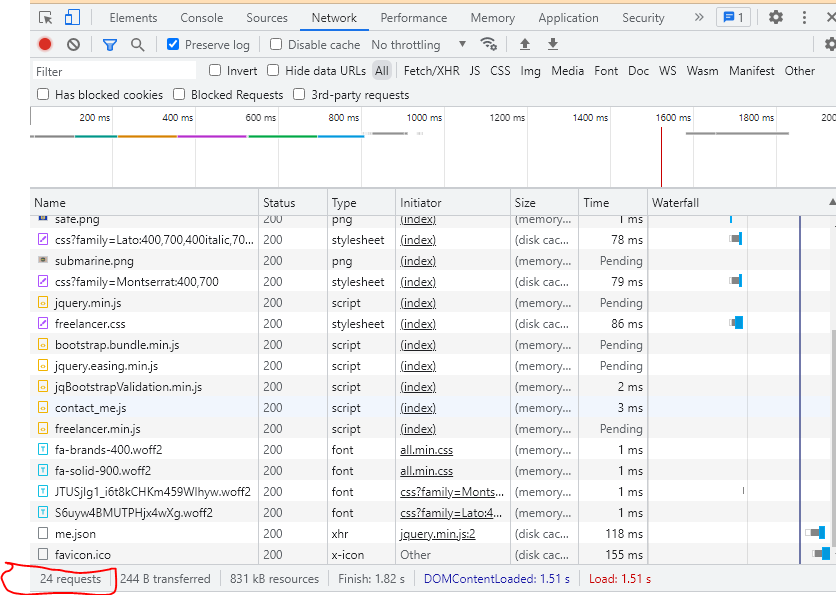 Elements Console Sources Network Performance Memory Application Security » 1
Preserve log Disable cache No throttling
Filter Invert Hide data URLs All Fetch/XHR JS CSS Img Media Font Doc WS Wasm Manifest Other
Has blocked cookies Blocked Requests 3rd-party requests
200 ms 400 ms 600 ms 800 ms 1000 ms 1200 ms 1400 ms 1600 ms 1800 ms 200
Name Status Type Initiator Size Time Waterfall
safe.png 200 png (index) (memory... 1 ms
css?family=Lato:400,700,400italic,70... 200 stylesheet (index) (disk cac... 78 ms
submarine.png 200 png (index) (memory... Pending
css?family=Montserrat:400,700 200 stylesheet (index) (disk cac... 79 ms
jquery.min.js 200 script (index) (memory... Pending
freelancer.css 200 stylesheet (index) (disk cac... 86 ms
bootstrap.bundle.min.js 200 script (index) (memory... Pending
jquery.easing.min.js 200 script (index) (memory... Pending
jqBootstrapValidation.min.js 200 script (index) (memory... 2 ms
contact_me.js 200 script (index) (memory... 3 ms
freelancer.min.js 200 script (index) (memory... Pending
fa-brands-400.woff2 200 font all.min.css (memory... 1 ms
fa-solid-900.woff2 200 font all.min.css (memory... 1 ms
JTUSjIg1_i6t8kCHKm459Wlhyw.woff2 200 font css?family=Monts... (memory... 1 ms
S6uyw4BMUTPHjx4wXg.woff2 200 font css?family=Lato:4... (memory... 1 ms
me.json 200 xhr jquery.min.js:2 (disk cac... 118 ms
favicon.ico 200 x-icon Other (disk cac... 155 ms
24 requests 244 B transferred 831 kB resources Finish: 1.82 s DOMContentLoaded: 1.51 s Load: 1.51 s